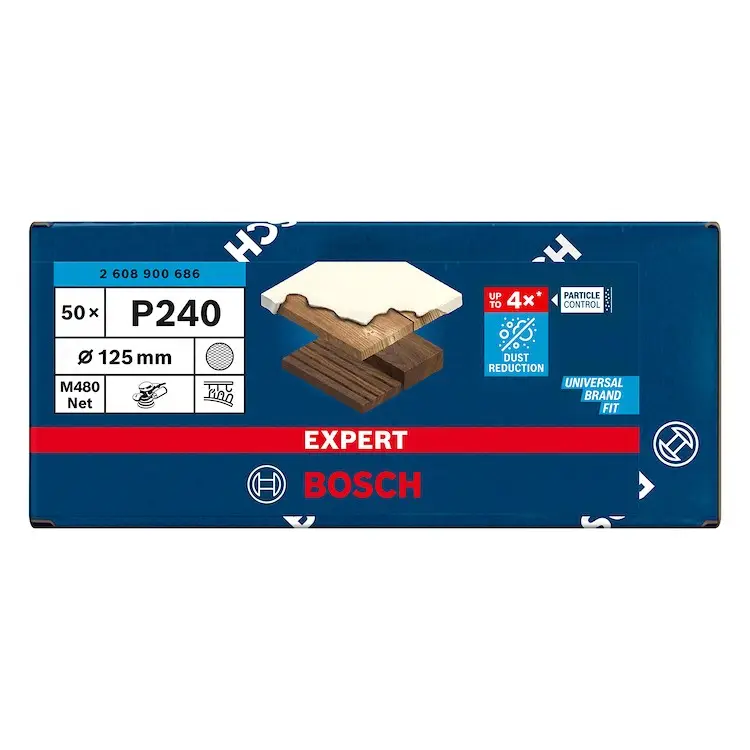 2 608 900 686
50 ×
P240
Ø 125 mm
M480
Net
UP TO 4×*
PARTICLE
CONTROL
DUST
REDUCTION
UNIVERSAL
BRAND
FIT
EXPERT
BOSCH